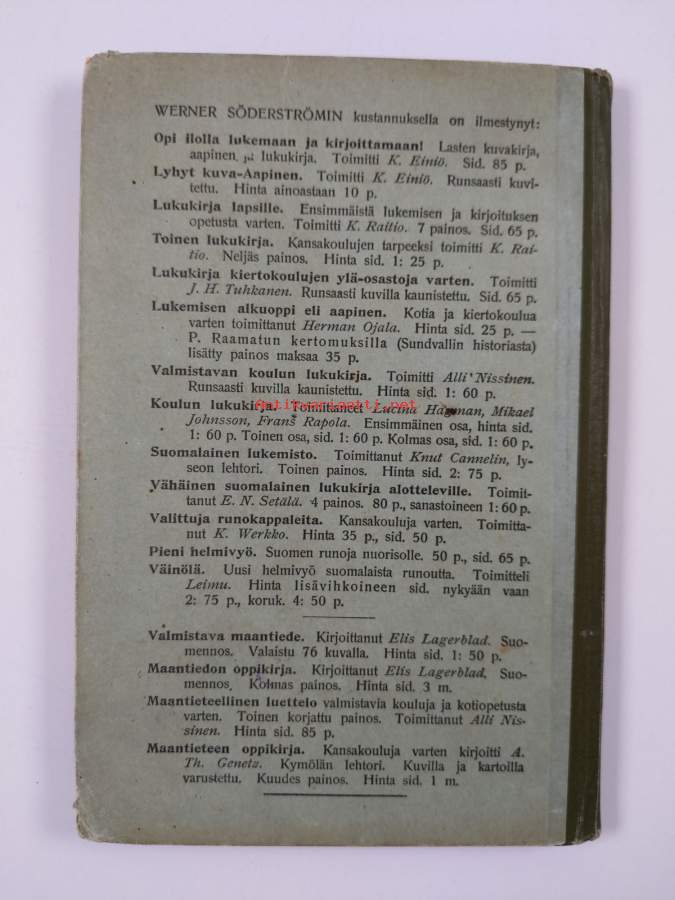 WERNER SÖDERSTRÖMIN kustannuksella on ilmestynyt:
Opi ilolla lukemaan ja kirjoittamaan! Lasten kuvakirja,
aapinen ja lukukirja. Toimitti K. Einiö. Sid. 85 p.
Lyhyt kuva-Aapinen. Toimitti K. Einiö. Runsaasti kuvi-
tettu. Hinta ainoastaan 10 p.
Lukukirja lapsille. Ensimmäistä lukemisen ja kirjoituksen
opetusta varten. Toimitti K. Raitio. 7 painos. Sid. 65 p.
Toinen lukukirja. Kansakoulujen tarpeeksi toimitti K. Rai-
tio. Neljäs painos. Hinta sid. 1: 25 p.
Lukukirja kiertokoulujen ylä-osastoja varten. Toimitti
J. H. Tuhkanen. Runsaasti kuvilla kaunistettu. Sid. 65 p.
Lukemisen alkuoppi eli aapinen. Kotia ja kiertokoulua
varten toimittanut Herman Ojala. Hinta sid. 25 p. —
P. Raamatun kertomuksilla (Sundvallin historiasta)
lisätty painos maksaa 35 p.
Valmistavan koulun lukukirja. Toimitti Alli Nissinen.
Runsaasti kuvilla kaunistettu. Hinta sid. 1: 60 p.
Koulun lukukirja. Toimittaneet Lucina Hagman, Mikael
Antikvariaatti.net
Johnsson, Frans Rapola. Ensimmäinen osa, hinta sid.
1: 60 p. Toinen osa, sid. 1: 60 p. Kolmas osa, sid. 1: 60 p.
Suomalainen lukemisto. Toimittanut Knut Cannelin, ly-
seon lehtori. Toinen painos. Hinta sid. 2: 75 p.
Vähäinen suomalainen lukukirja alotteleville. Toimit-
tanut E. N. Setälä. 4 painos. 80 p., sanastoineen 1: 60 p.
Valittuja runokappaleita. Kansakouluja varten. Toimitta-
nut K. Werkko. Hinta 35 p., sid. 50 p.
Pieni helmivyö. Suomen runoja nuorisolle. 50 p., sid. 65 p.
Väinölä. Uusi helmivyö suomalaista runoutta. Toimitteli
Leimu. Hinta lisävihkoineen sid. nykyään vaan
2: 75 p., koruk. 4: 50 p.
Valmistava maantiede. Kirjoittanut Elis Lagerblad. Suo-
mennos. Valaistu 76 kuvalla. Hinta sid. 1: 50 p.
Maantiedon oppikirja. Kirjoittanut Elis Lagerblad. Suo-
mennos. Kolmas painos. Hinta sid. 3 m.
Maantieteellinen luettelo valmistavia kouluja ja kotiopetusta
varten. Toinen korjattu painos. Toimittanut Alli Nis-
sinen. Hinta sid. 85 p.
Maantieteen oppikirja. Kansakouluja varten kirjoitti A.
Th. Genetz. Kymölän lehtori. Kuvilla ja kartoilla
varustettu. Kuudes painos. Hinta sid. 1 m.